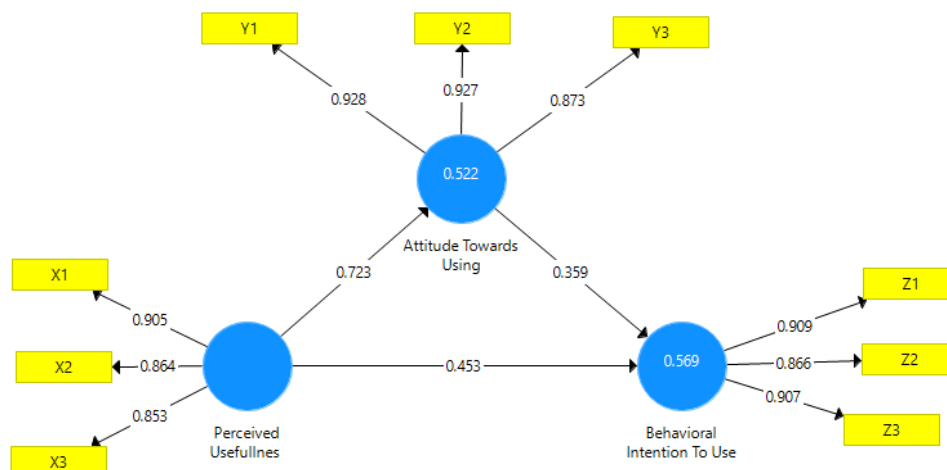 Y1
Y2
Y3
0.928
0.927
0.873
0.522
Attitude Towards
Using
0.723
0.359
X1
X2
X3
0.905
0.864
0.853
Perceived
Usefullnes
0.453
0.569
Behavioral
Intention To Use
0.909
0.866
0.907
Z1
Z2
Z3